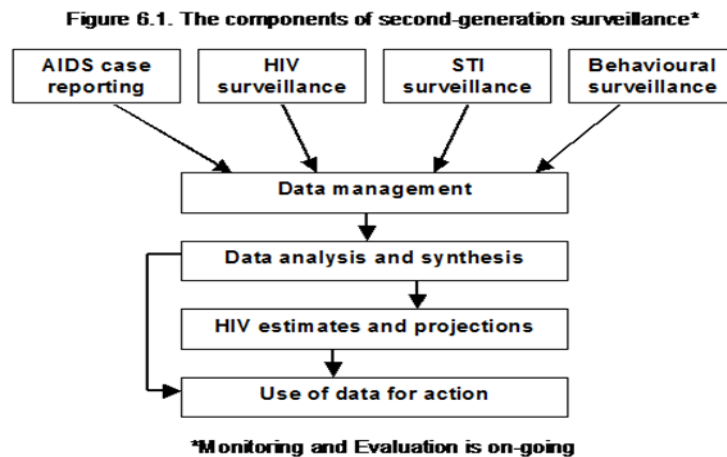 Figure 6.1. The components of second-generation surveillance*
AIDS case
reporting
HIV
surveillance
STI
surveillance
Behavioural
surveillance
Data management
Data analysis and synthesis
HIV estimates and projections
Use of data for action
*Monitoring and Evaluation is on-going